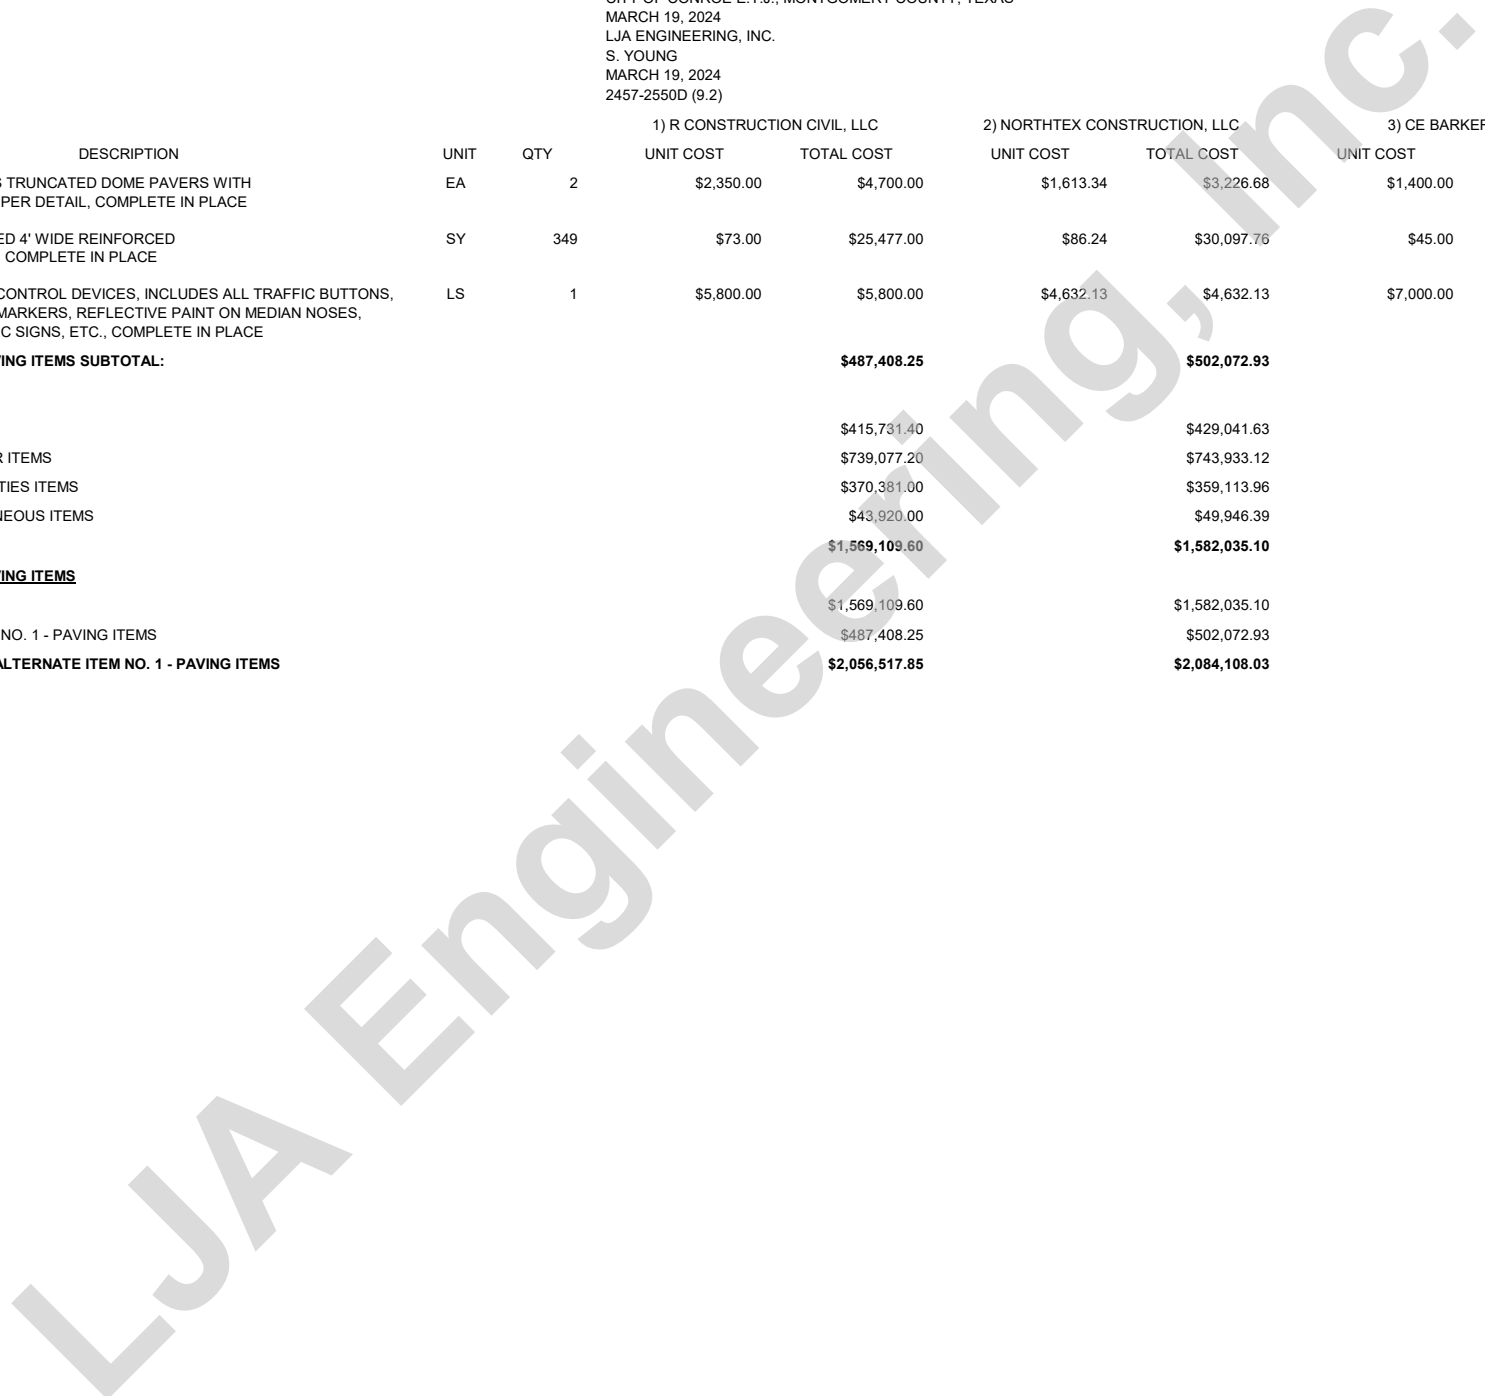 CITY OF CONROE E.T.J., MONTGOMERY COUNTY, TEXAS
MARCH 19, 2024
LJA ENGINEERING, INC.
S. YOUNG
MARCH 19, 2024
2457-2550D (9.2)
1) R CONSTRUCTION CIVIL, LLC 2) NORTHTEX CONSTRUCTION, LLC 3) CE BARKER
DESCRIPTION UNIT QTY UNIT COST TOTAL COST UNIT COST TOTAL COST UNIT COST
S TRUNCATED DOME PAVERS WITH EA 2 $2,350.00 $4,700.00 $1,613.34 $3,226.68 $1,400.00
PER DETAIL, COMPLETE IN PLACE
ED 4' WIDE REINFORCED SY 349 $73.00 $25,477.00 $86.24 $30,097.76 $45.00
COMPLETE IN PLACE
CONTROL DEVICES, INCLUDES ALL TRAFFIC BUTTONS, LS 1 $5,800.00 $5,800.00 $4,632.13 $4,632.13 $7,000.00
MARKERS, REFLECTIVE PAINT ON MEDIAN NOSES,
C SIGNS, ETC., COMPLETE IN PLACE
ING ITEMS SUBTOTAL: $487,408.25 $502,072.93
$415,731.40 $429,041.63
R ITEMS $739,077.20 $743,933.12
TIES ITEMS $370,381.00 $359,113.96
NEOUS ITEMS $43,920.00 $49,946.39
$1,569,109.60 $1,582,035.10
ING ITEMS
$1,569,109.60 $1,582,035.10
NO. 1 - PAVING ITEMS $487,408.25 $502,072.93
ALTERNATE ITEM NO. 1 - PAVING ITEMS $2,056,517.85 $2,084,108.03
LJA Engineering, Inc.